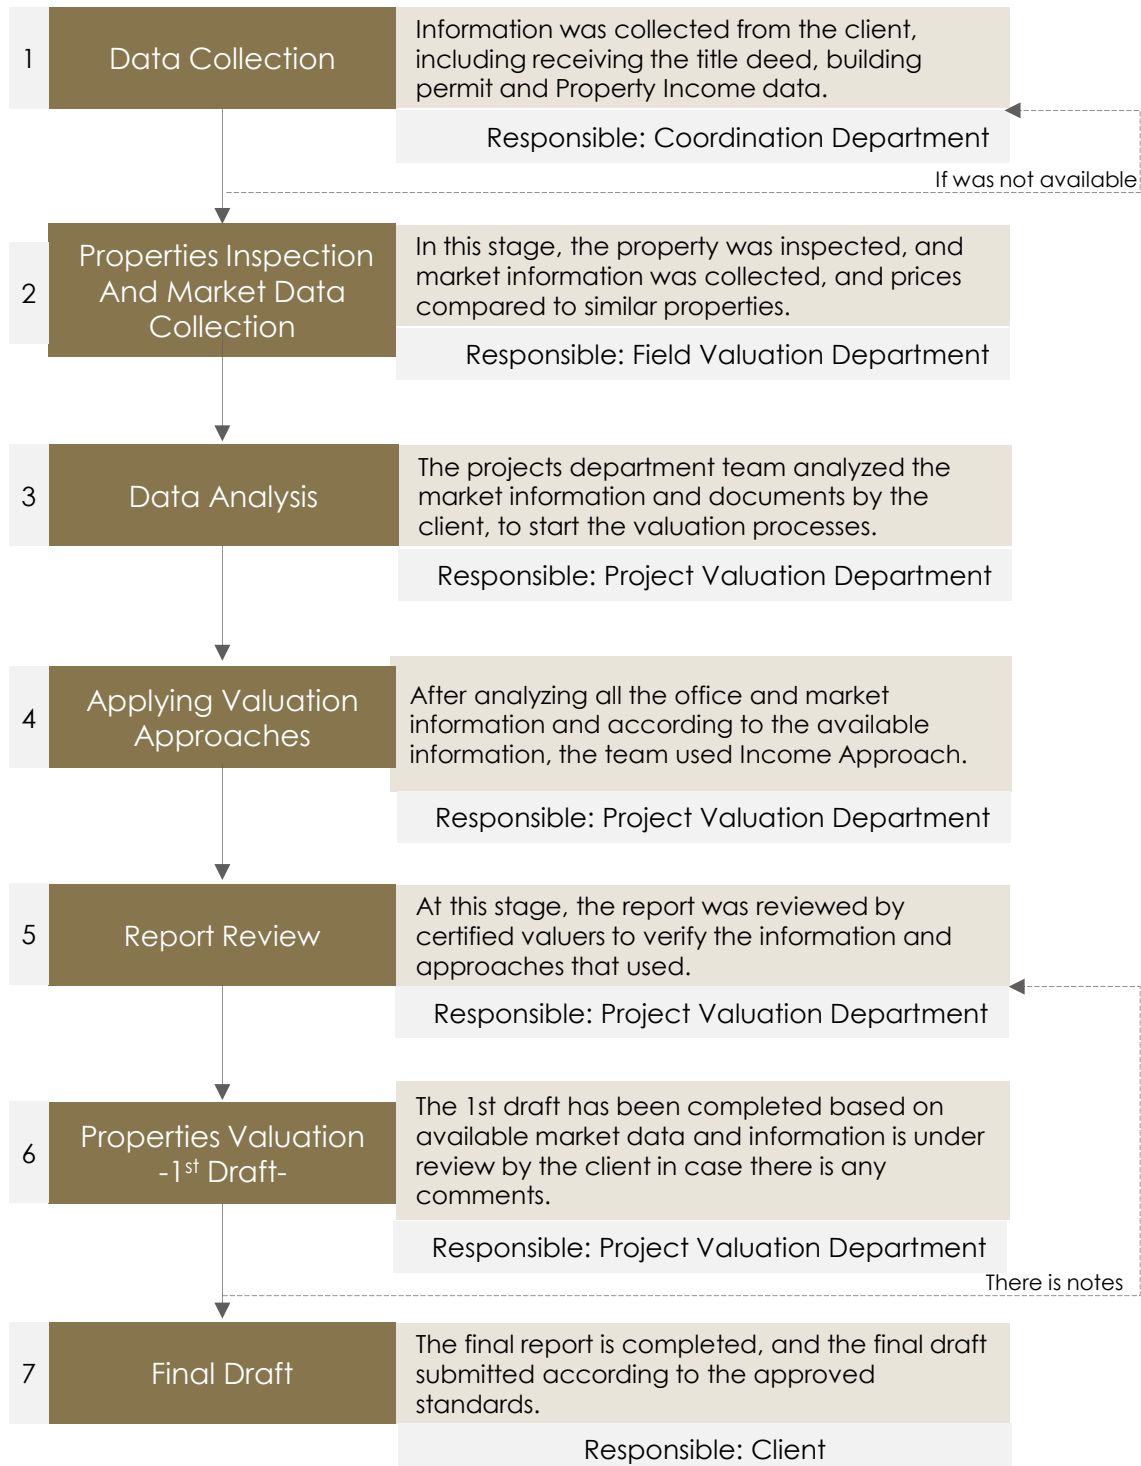 1
Data Collection
Information was collected from the client,
including receiving the title deed, building
permit and Property Income data.
Responsible: Coordination Department
If was not available
2
Properties Inspection
And Market Data
Collection
In this stage, the property was inspected, and
market information was collected, and prices
compared to similar properties.
Responsible: Field Valuation Department
3
Data Analysis
The projects department team analyzed the
market information and documents by the
client, to start the valuation processes.
Responsible: Project Valuation Department
4
Applying Valuation
Approaches
After analyzing all the office and market
information and according to the available
information, the team used Income Approach.
Responsible: Project Valuation Department
5
Report Review
At this stage, the report was reviewed by
certified valuers to verify the information and
approaches that used.
Responsible: Project Valuation Department
6
Properties Valuation
-1st Draft-
The 1st draft has been completed based on
available market data and information is under
review by the client in case there is any
comments.
Responsible: Project Valuation Department
There is notes
7
Final Draft
The final report is completed, and the final draft
submitted according to the approved
standards.
Responsible: Client